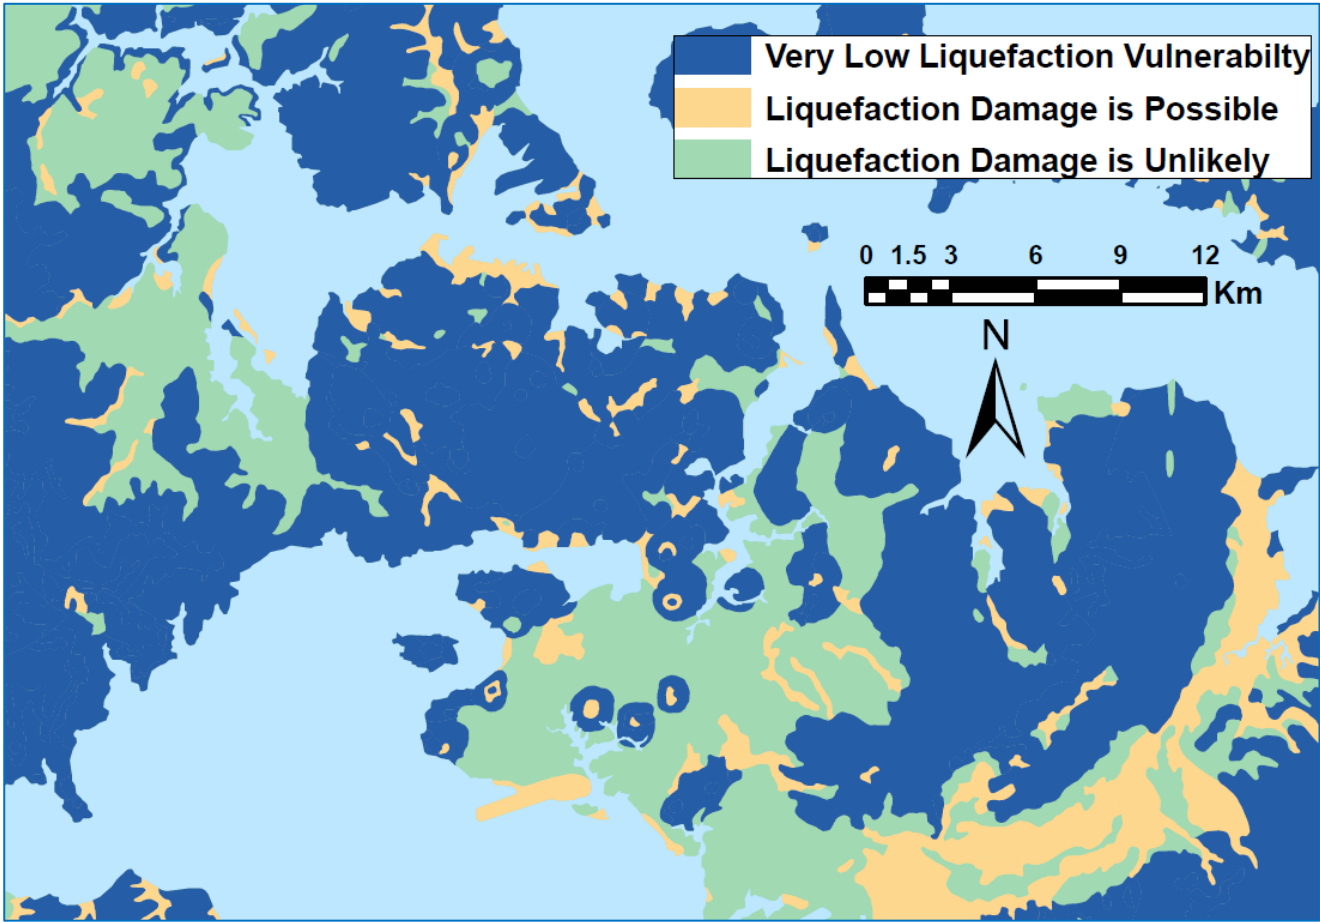 Very Low Liquefaction Vulnerabilty
Liquefaction Damage is Possible
Liquefaction Damage is Unlikely
0 1.5 3 6 9 12
Km
N